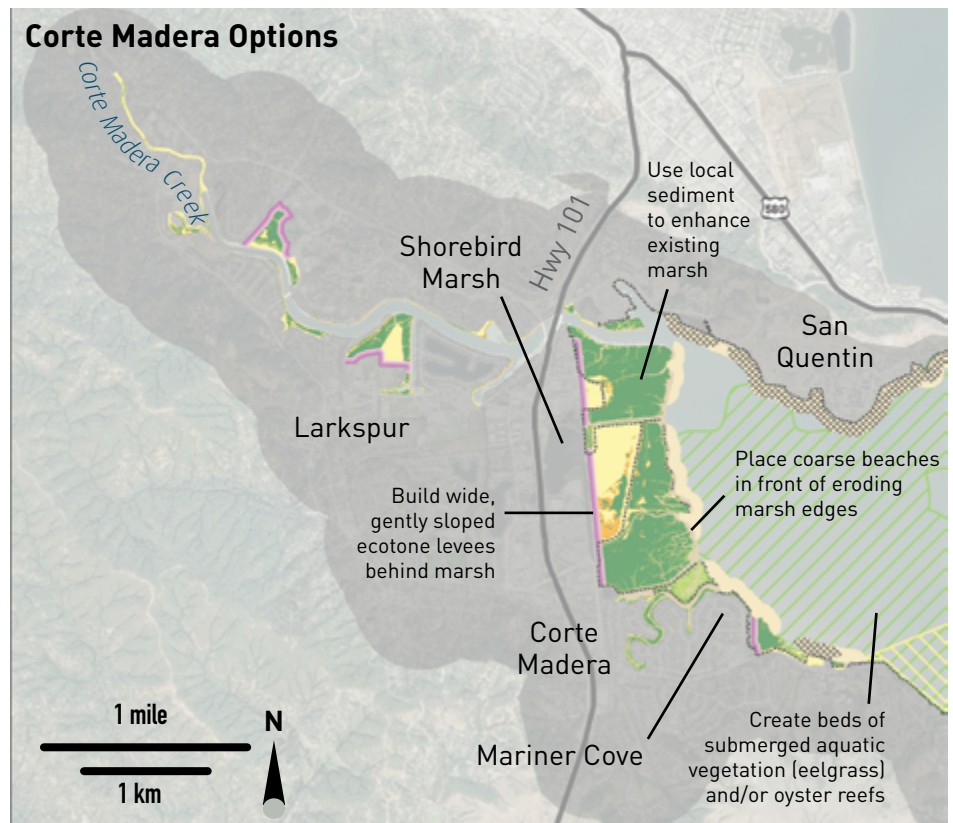 Corte Madera Options
Corte Madera Creek
Use local
sediment
to enhance
existing
marsh
580
Hwy 101
Shorebird
Marsh
San
Quentin
Larkspur
Place coarse beaches
in front of eroding
marsh edges
Build wide,
gently sloped
ecotone levees
behind marsh
Corte
Madera
Mariner Cove
Create beds of
submerged aquatic
vegetation (eelgrass)
and/or oyster reefs
1 mile
1 km
N